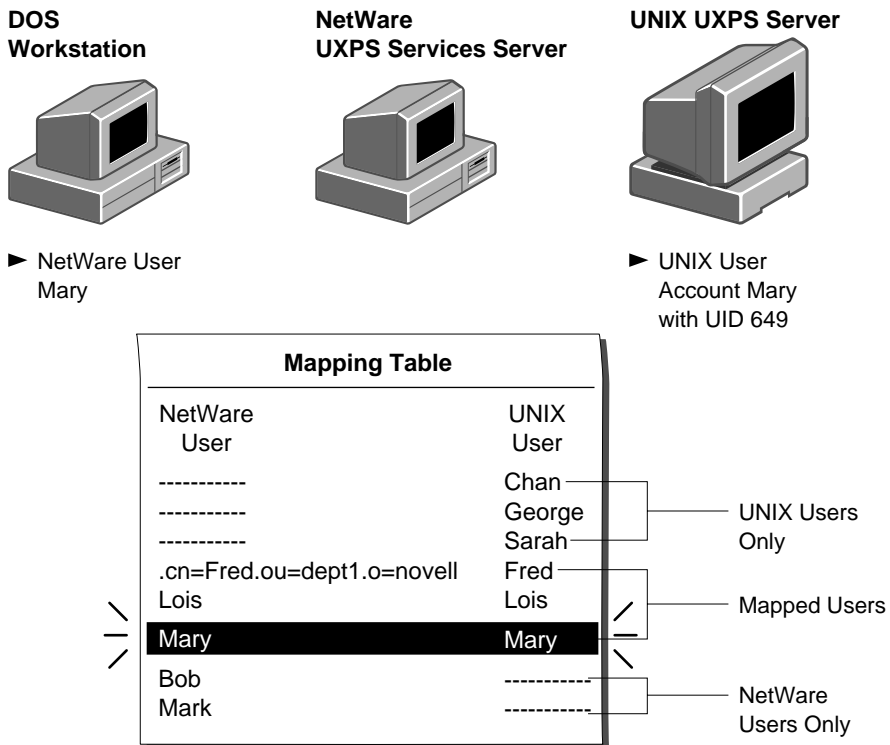 DOS
Workstation
NetWare
UXPS Services Server
UNIX UXPS Server
► NetWare User
Mary
► UNIX User
Account Mary
with UID 649
Mapping Table
NetWare
User
UNIX
User
----------- Chan
----------- George
----------- Sarah
UNIX Users
Only
.cn=Fred.ou=dept1.o=novell Fred
Lois Lois
Mapped Users
Mary Mary
Bob -----------
Mark -----------
NetWare
Users Only